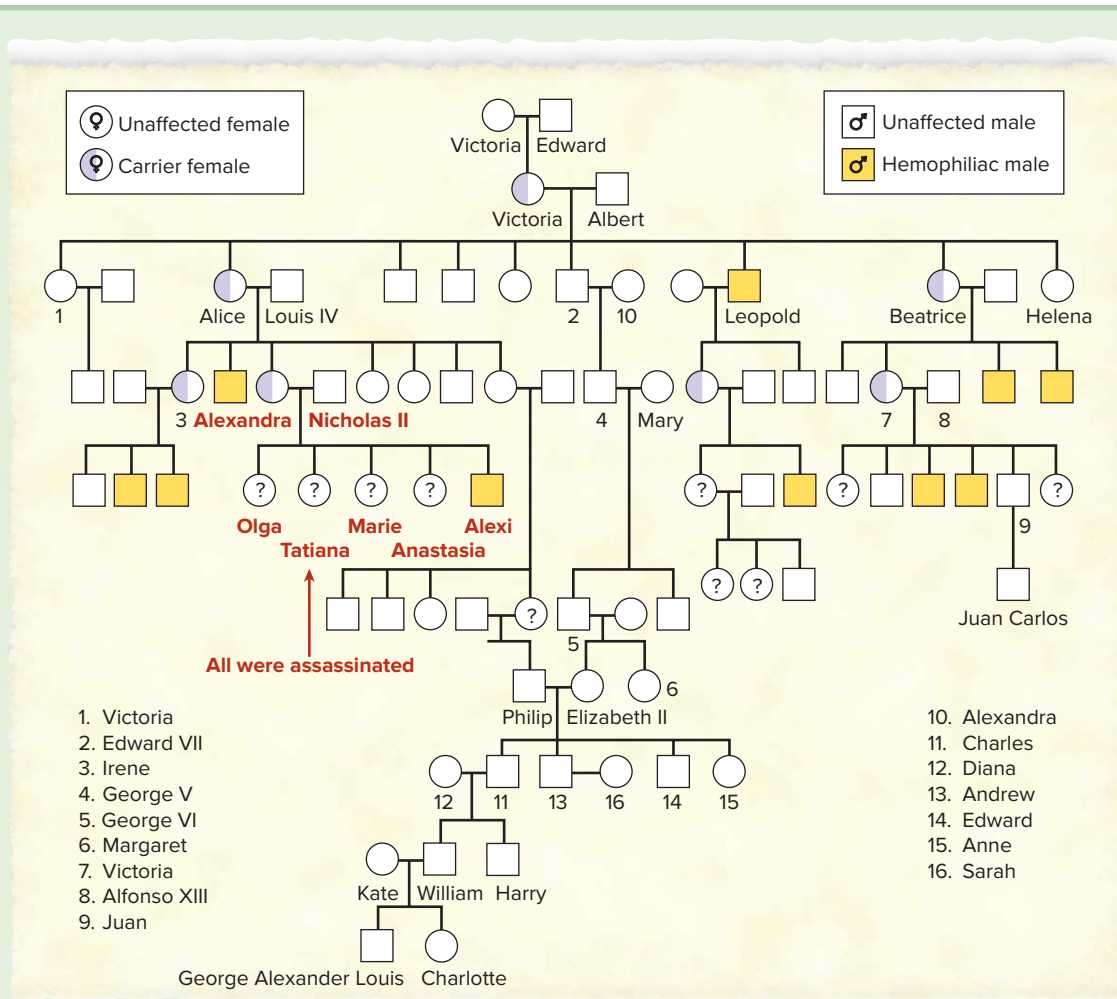 Unaffected female
Carrier female
Unaffected male
Hemophiliac male
Victoria Edward
Victoria Albert
1 Alice Louis IV 2 10 Leopold Beatrice Helena
3 Alexandra Nicholas II 4 Mary 7 8
? ? ? ? ? ? ?
Olga Marie Alexi 9
Tatiana Anastasia
? ?
Juan Carlos
?
5
All were assassinated
6
Philip Elizabeth II
12 11 13 16 14 15
Kate William Harry
George Alexander Louis Charlotte
1. Victoria
2. Edward VII
3. Irene
4. George V
5. George VI
6. Margaret
7. Victoria
8. Alfonso XIII
9. Juan
10. Alexandra
11. Charles
12. Diana
13. Andrew
14. Edward
15. Anne
16. Sarah